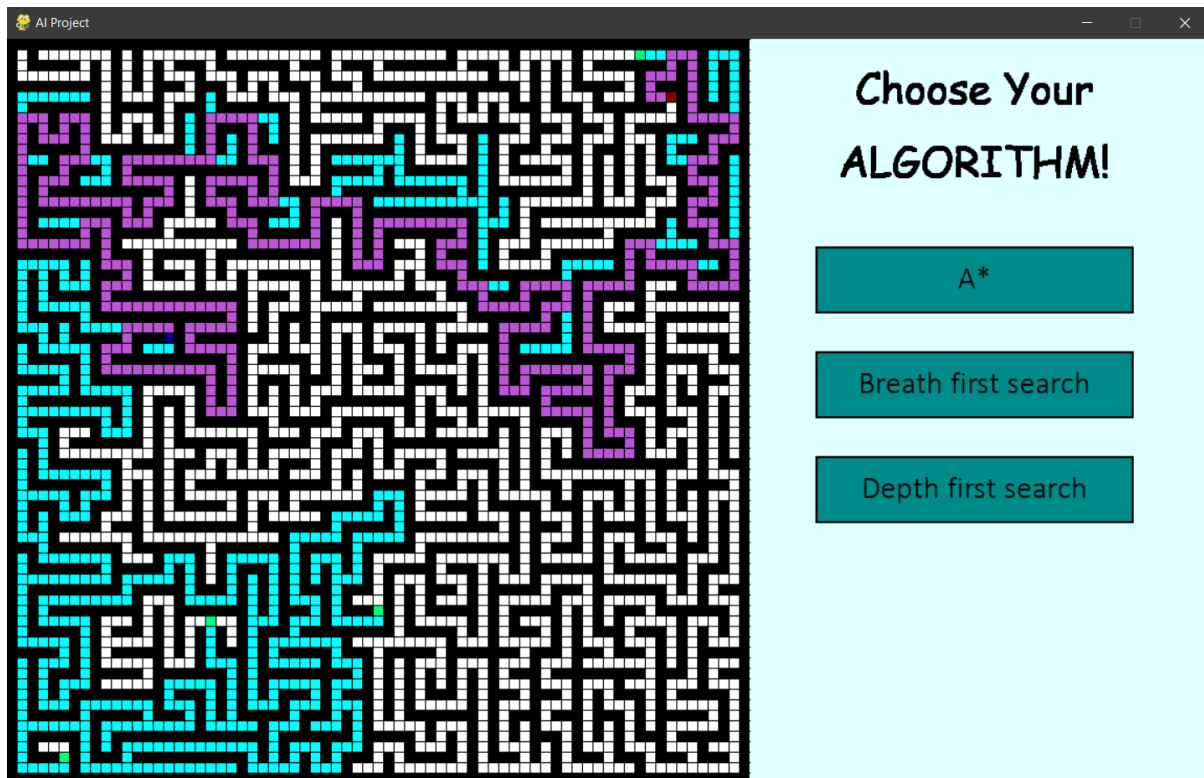 AI Project
Choose Your
ALGORITHM!
A*
Breath first search
Depth first search